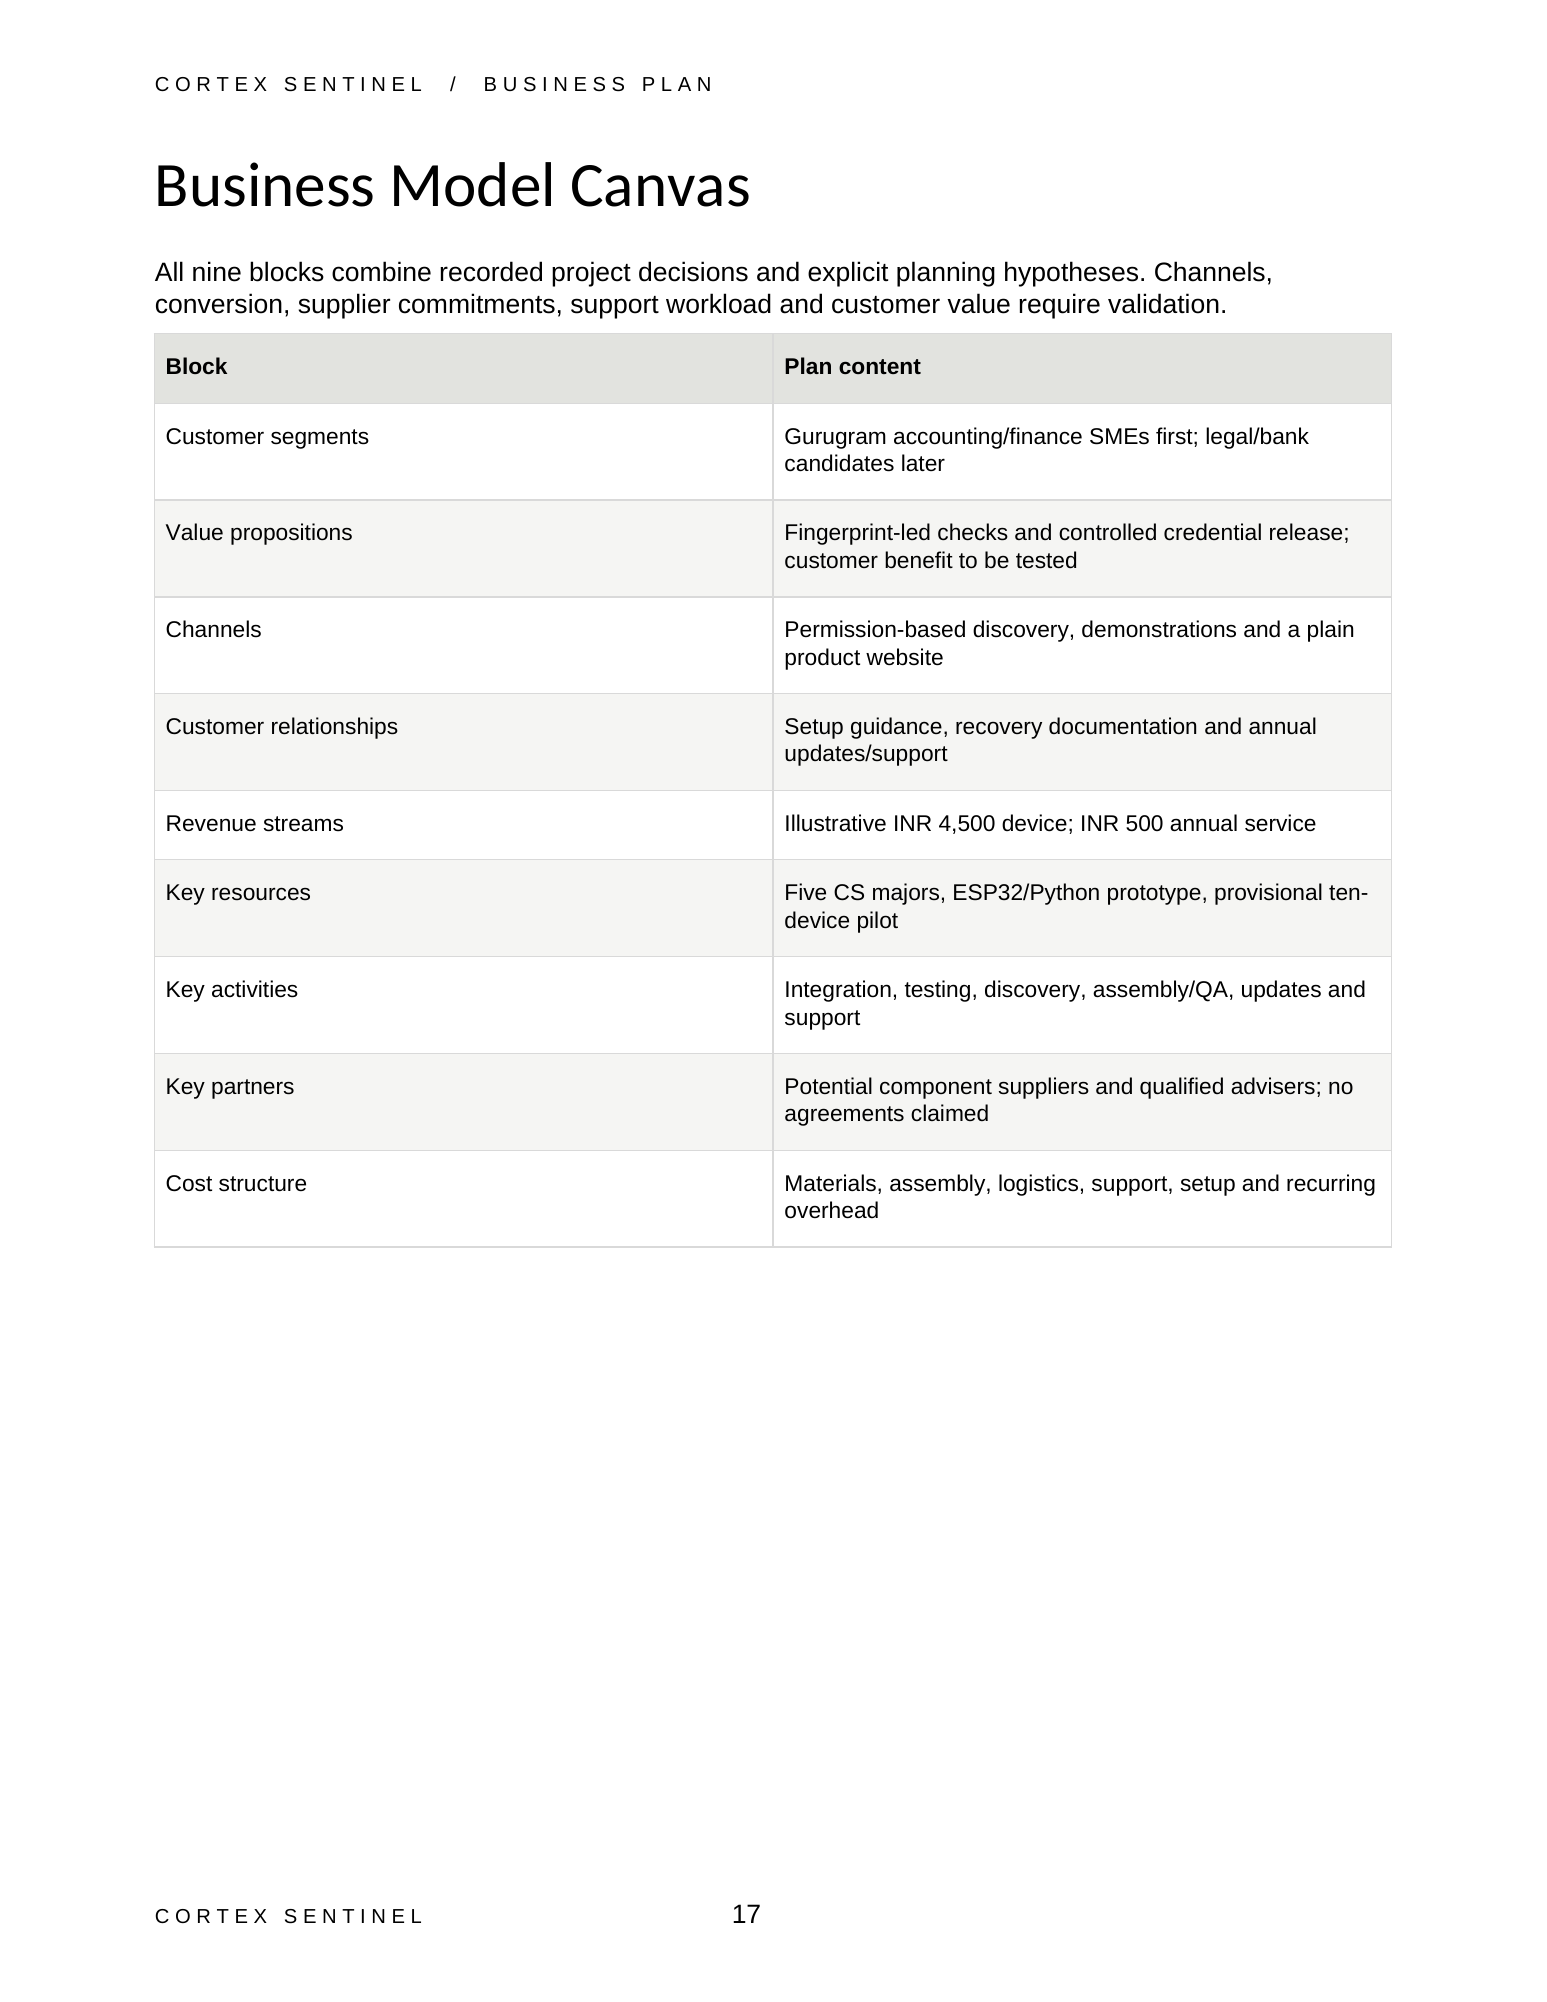 CORTEX SENTINEL / BUSINESS PLAN
Business Model Canvas
All nine blocks combine recorded project decisions and explicit planning hypotheses. Channels,
conversion, supplier commitments, support workload and customer value require validation.
Block
Plan content
Customer segments
Gurugram accounting/finance SMEs first; legal/bank
candidates later
Value propositions
Fingerprint-led checks and controlled credential release;
customer benefit to be tested
Channels
Permission-based discovery, demonstrations and a plain
product website
Customer relationships
Setup guidance, recovery documentation and annual
updates/support
Revenue streams
Illustrative INR 4,500 device; INR 500 annual service
Key resources
Five CS majors, ESP32/Python prototype, provisional ten-
device pilot
Key activities
Integration, testing, discovery, assembly/QA, updates and
support
Key partners
Potential component suppliers and qualified advisers; no
agreements claimed
Cost structure
Materials, assembly, logistics, support, setup and recurring
overhead
CORTEX SENTINEL
17